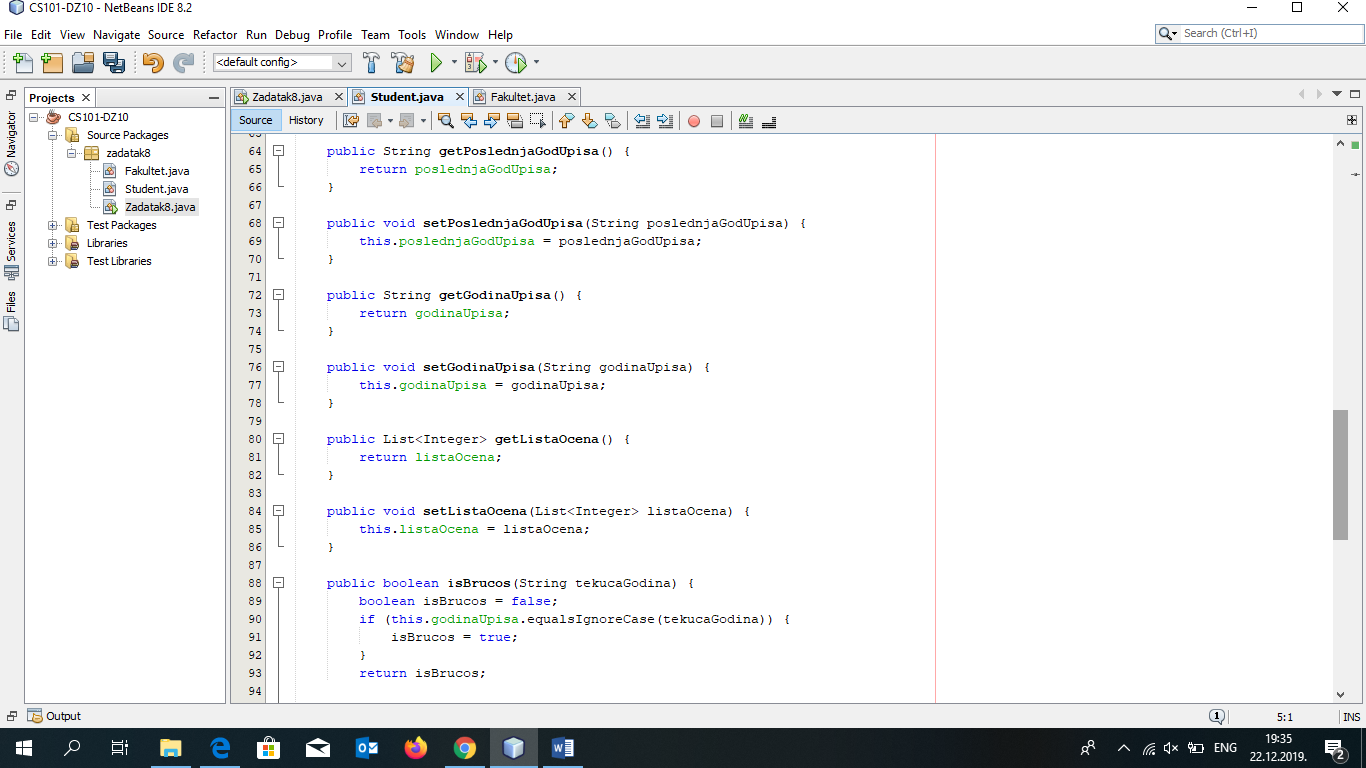 CS101-DZ10 - NetBeans IDE 8.2
File Edit View Navigate Source Refactor Run Debug Profile Team Tools Window Help
Search (Ctrl+I)
<default config>
Projects
Navigator
Services
Files
CS101-DZ10
Source Packages
zadatak8
Fakultet.java
Student.java
Zadatak8.java
Test Packages
Libraries
Test Libraries
Zadatak8.java Student.java Fakultet.java
Source History
64 public String getPoslednjaGodUpisa() {
65 return poslednjaGodUpisa;
66 }
67
68 public void setPoslednjaGodUpisa(String poslednjaGodUpisa) {
69 this.poslednjaGodUpisa = poslednjaGodUpisa;
70 }
71
72 public String getGodinaUpisa() {
73 return godinaUpisa;
74 }
75
76 public void setGodinaUpisa(String godinaUpisa) {
77 this.godinaUpisa = godinaUpisa;
78 }
79
80 public List<Integer> getListaOcena() {
81 return listaOcena;
82 }
83
84 public void setListaOcena(List<Integer> listaOcena) {
85 this.listaOcena = listaOcena;
86 }
87
88 public boolean isBrucos(String tekucaGodina) {
89 boolean isBrucos = false;
90 if (this.godinaUpisa.equalsIgnoreCase(tekucaGodina)) {
91 isBrucos = true;
92 }
93 return isBrucos;
94
Output
1
5:1 INS
ENG
19:35
22.12.2019.
2